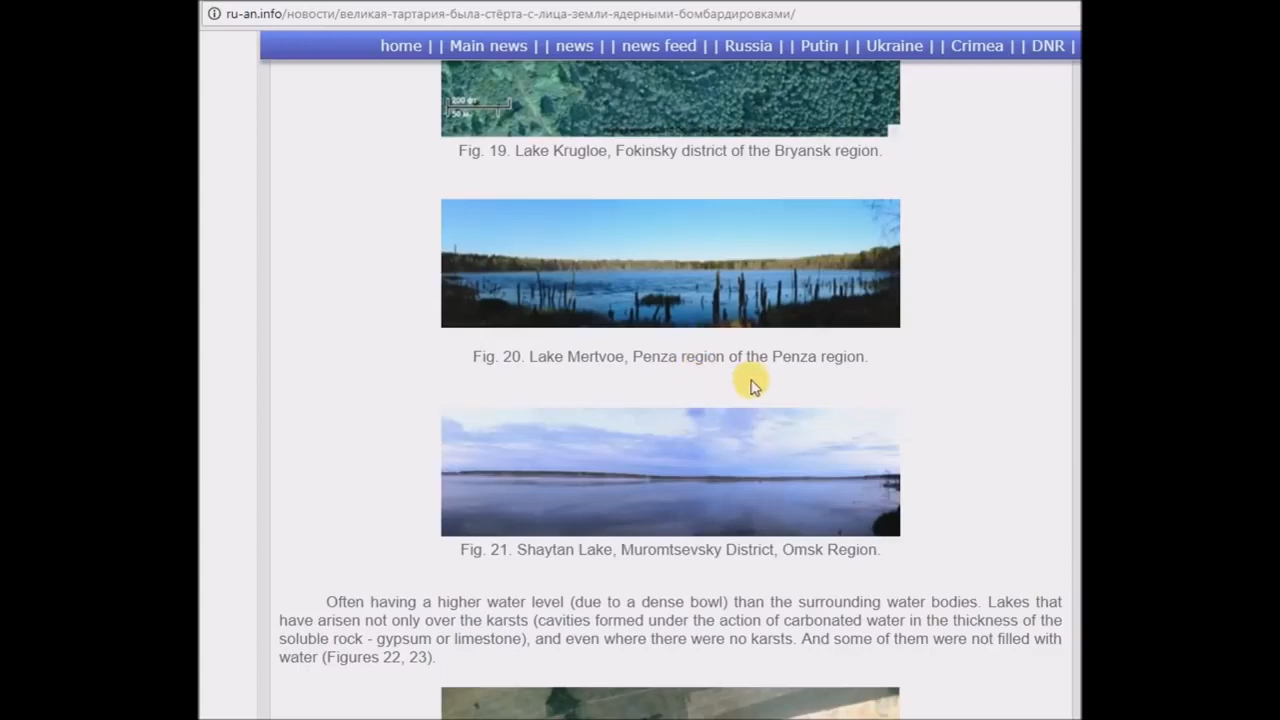 ru-an.info/новости/великая-тартария-была-стёрта-с-лица-земли-ядерными-бомбардировками/
home | | Main news | | news | | news feed | | Russia | | Putin | | Ukraine | | Crimea | | DNR |
200 фт
50 м
Fig. 19. Lake Krugloe, Fokinsky district of the Bryansk region.
Fig. 20. Lake Mertvoe, Penza region of the Penza region.
Fig. 21. Shaytan Lake, Muromtsevsky District, Omsk Region.
Often having a higher water level (due to a dense bowl) than the surrounding water bodies. Lakes that
have arisen not only over the karsts (cavities formed under the action of carbonated water in the thickness of the
soluble rock - gypsum or limestone), and even where there were no karsts. And some of them were not filled with
water (Figures 22, 23).